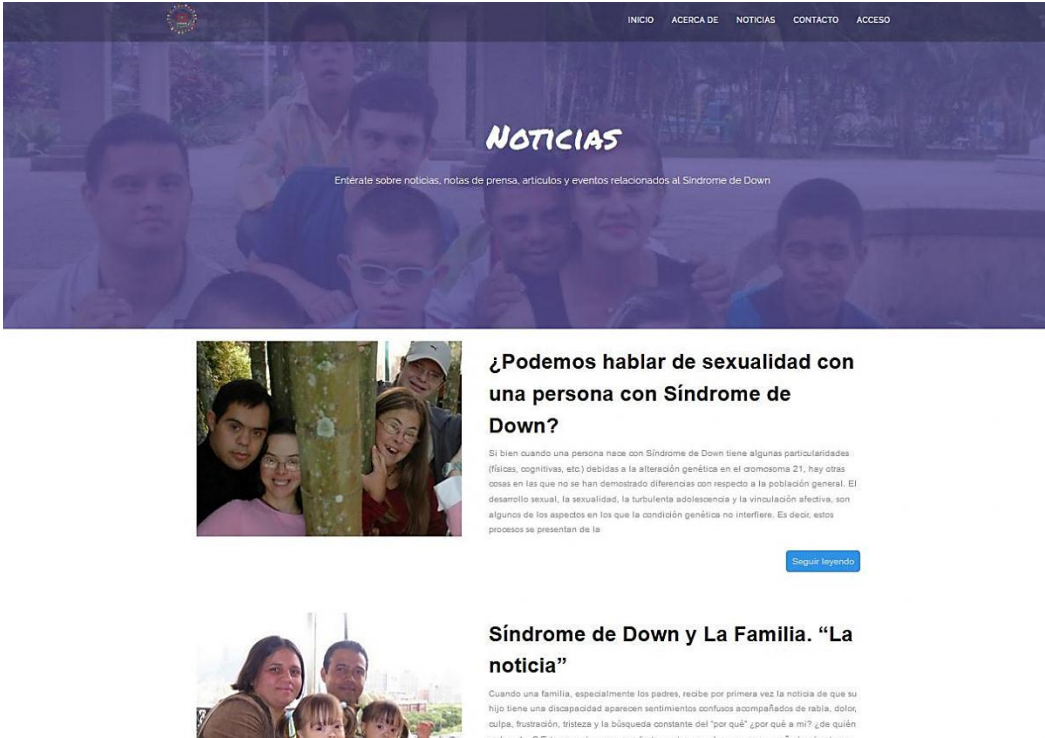 INICIO ACERCA DE NOTICIAS CONTACTO ACCESO
NOTICIAS
Entérate sobre noticias, notas de prensa, artículos y eventos relacionados al Síndrome de Down
¿Podemos hablar de sexualidad con
una persona con Síndrome de
Down?
Si bien cuando una persona nace con Síndrome de Down tiene algunas particularidades
(físicas, cognitivas, etc.) debidas a la alteración genética en el cromosoma 21, hay otras
cosas en las que no se han demostrado diferencias con respecto a la población general. El
desarrollo sexual, la sexualidad, la turbulenta adolescencia y la vinculación afectiva, son
algunos de los aspectos en los que la condición genética no interfiere. Es decir, estos
procesos se presentan de la
Seguir leyendo
Síndrome de Down y La Familia. “La
noticia”
Cuando una familia, especialmente los padres, recibe por primera vez la noticia de que su
hijo tiene una discapacidad aparecen sentimientos confusos acompañados de rabia, dolor,
culpa, frustración, tristeza y la búsqueda constante del "por qué" ¿por qué a mi? ¿de quién